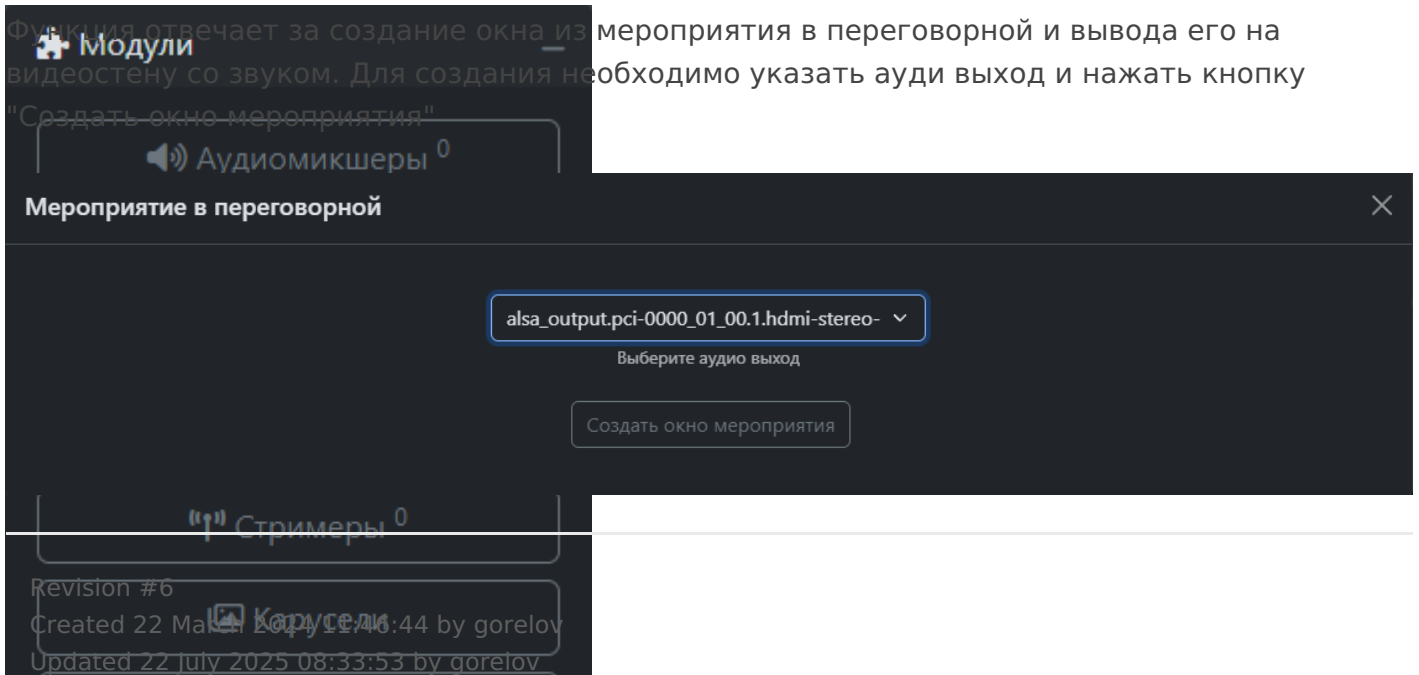 Функция отвечает за создание окна из мероприятия в переговорной и вывода его на
Модули
видеостену со звуком. Для создания необходимо указать ауди выход и нажать кнопку
"Создать окно мероприятия"
Аудиомикшеры 0
Мероприятие в переговорной
alsa_output.pci-0000_01_00.1.hdmi-stereo-
Выберите аудио выход
Создать окно мероприятия
Стримеры 0
Revision #6
Карусели
Created 22 March 2024 11:46:44 by gorelov
Updated 22 July 2025 08:33:53 by gorelov